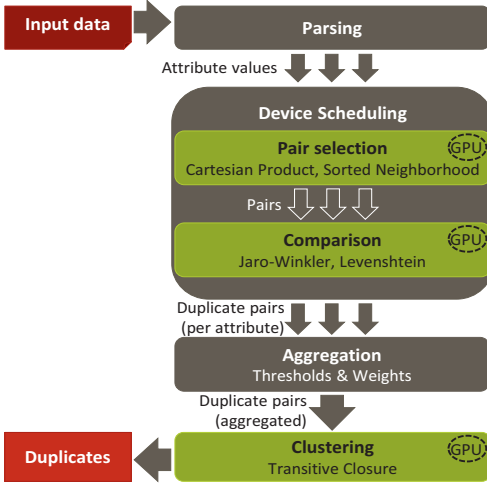 Input data
Parsing
Attribute values
Device Scheduling
Pair selection
GPU
Cartesian Product, Sorted Neighborhood
Pairs
Comparison
GPU
Jaro-Winkler, Levenshtein
Duplicate pairs
(per attribute)
Aggregation
Thresholds & Weights
Duplicate pairs
(aggregated)
Duplicates
Clustering
GPU
Transitive Closure